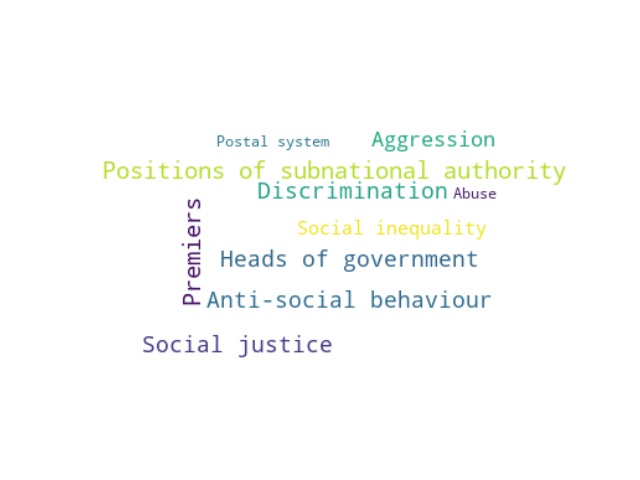 Postal system
Aggression
Positions of subnational authority
Discrimination
Abuse
Premiers
Social inequality
Heads of government
Anti-social behaviour
Social justice